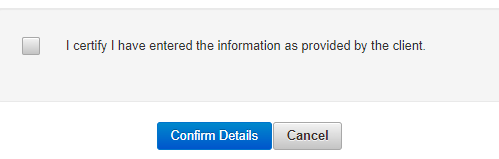 I certify I have entered the information as provided by the client.
Confirm Details Cancel